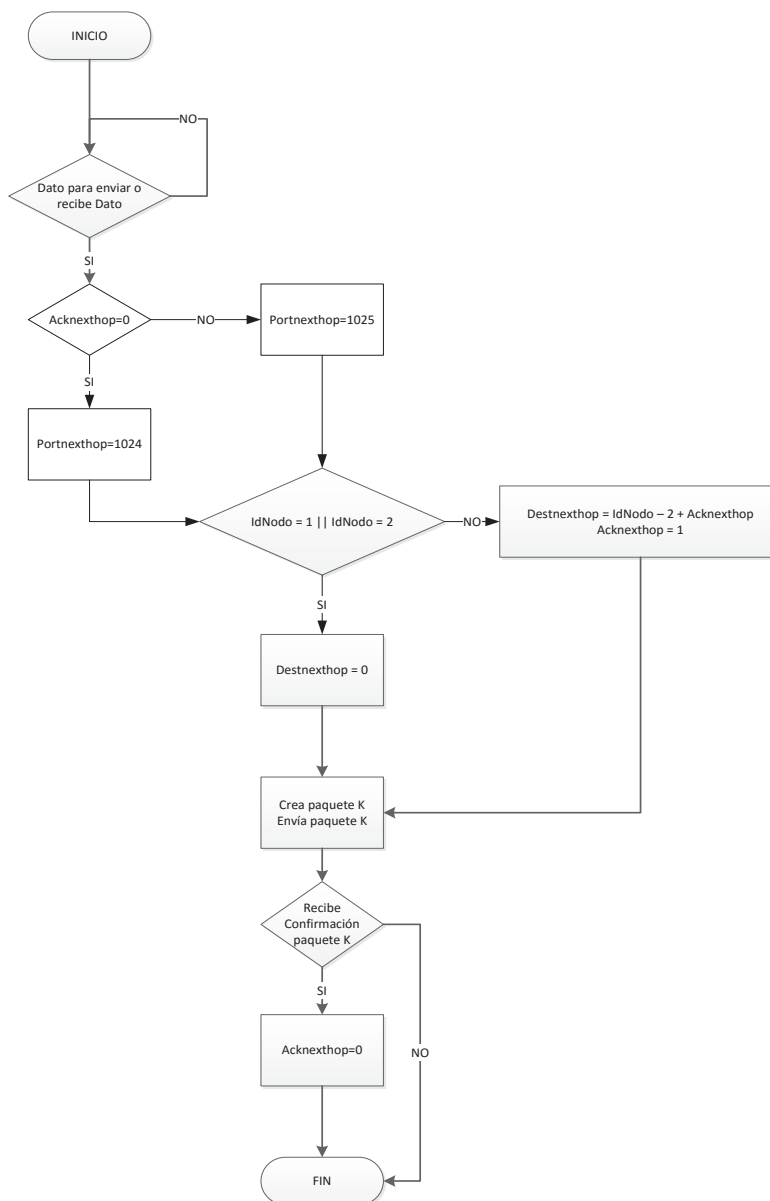 INICIO
NO
Dato para enviar o
recibe Dato
SI
Acknexthop=0
NO
Portnexthop=1025
SI
Portnexthop=1024
IdNodo = 1 || IdNodo = 2
NO
Destnexthop = IdNodo – 2 + Acknexthop
Acknexthop = 1
SI
Destnexthop = 0
Crea paquete K
Envía paquete K
Recibe
Confirmación
paquete K
SI
Acknexthop=0
NO
FIN